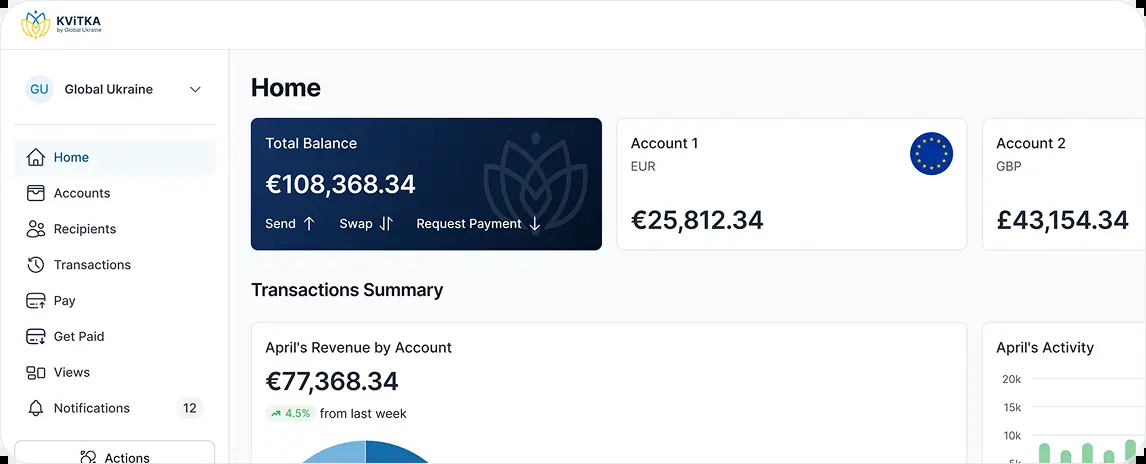 KViTKA
by Global Ukraine
GU Global Ukraine
Home
Accounts
Recipients
Transactions
Pay
Get Paid
Views
Notifications 12
Actions
Home
Total Balance
€108,368.34
Send Swap Request Payment
Account 1
EUR
€25,812.34
Account 2
GBP
£43,154.34
Transactions Summary
April's Revenue by Account
€77,368.34
4.5% from last week
April's Activity
20k
15k
10k
5k